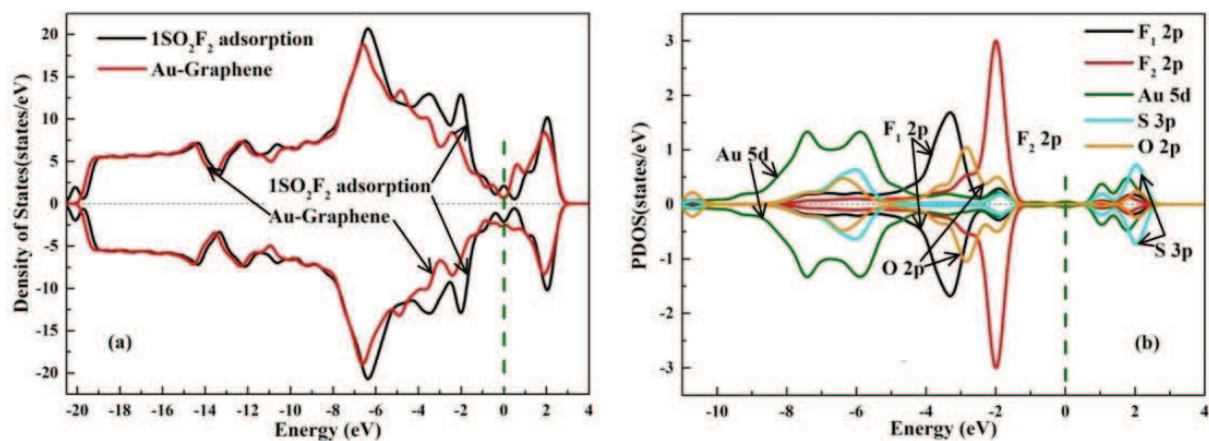 1SO₂F₂ adsorption
Au-Graphene
20
15
10
5
0
-5
-10
-15
-20
Density of States(states/eV)
1SO₂F₂ adsorption
Au-Graphene
(a)
-20 -18 -16 -14 -12 -10 -8 -6 -4 -2 0 2 4
Energy (eV)
F₁ 2p
F₂ 2p
Au 5d
S 3p
O 2p
3
2
1
0
-1
-2
-3
PDOS(states/eV)
Au 5d
F₁ 2p
F₂ 2p
O 2p
S 3p
(b)
-10 -8 -6 -4 -2 0 2 4
Energy (eV)